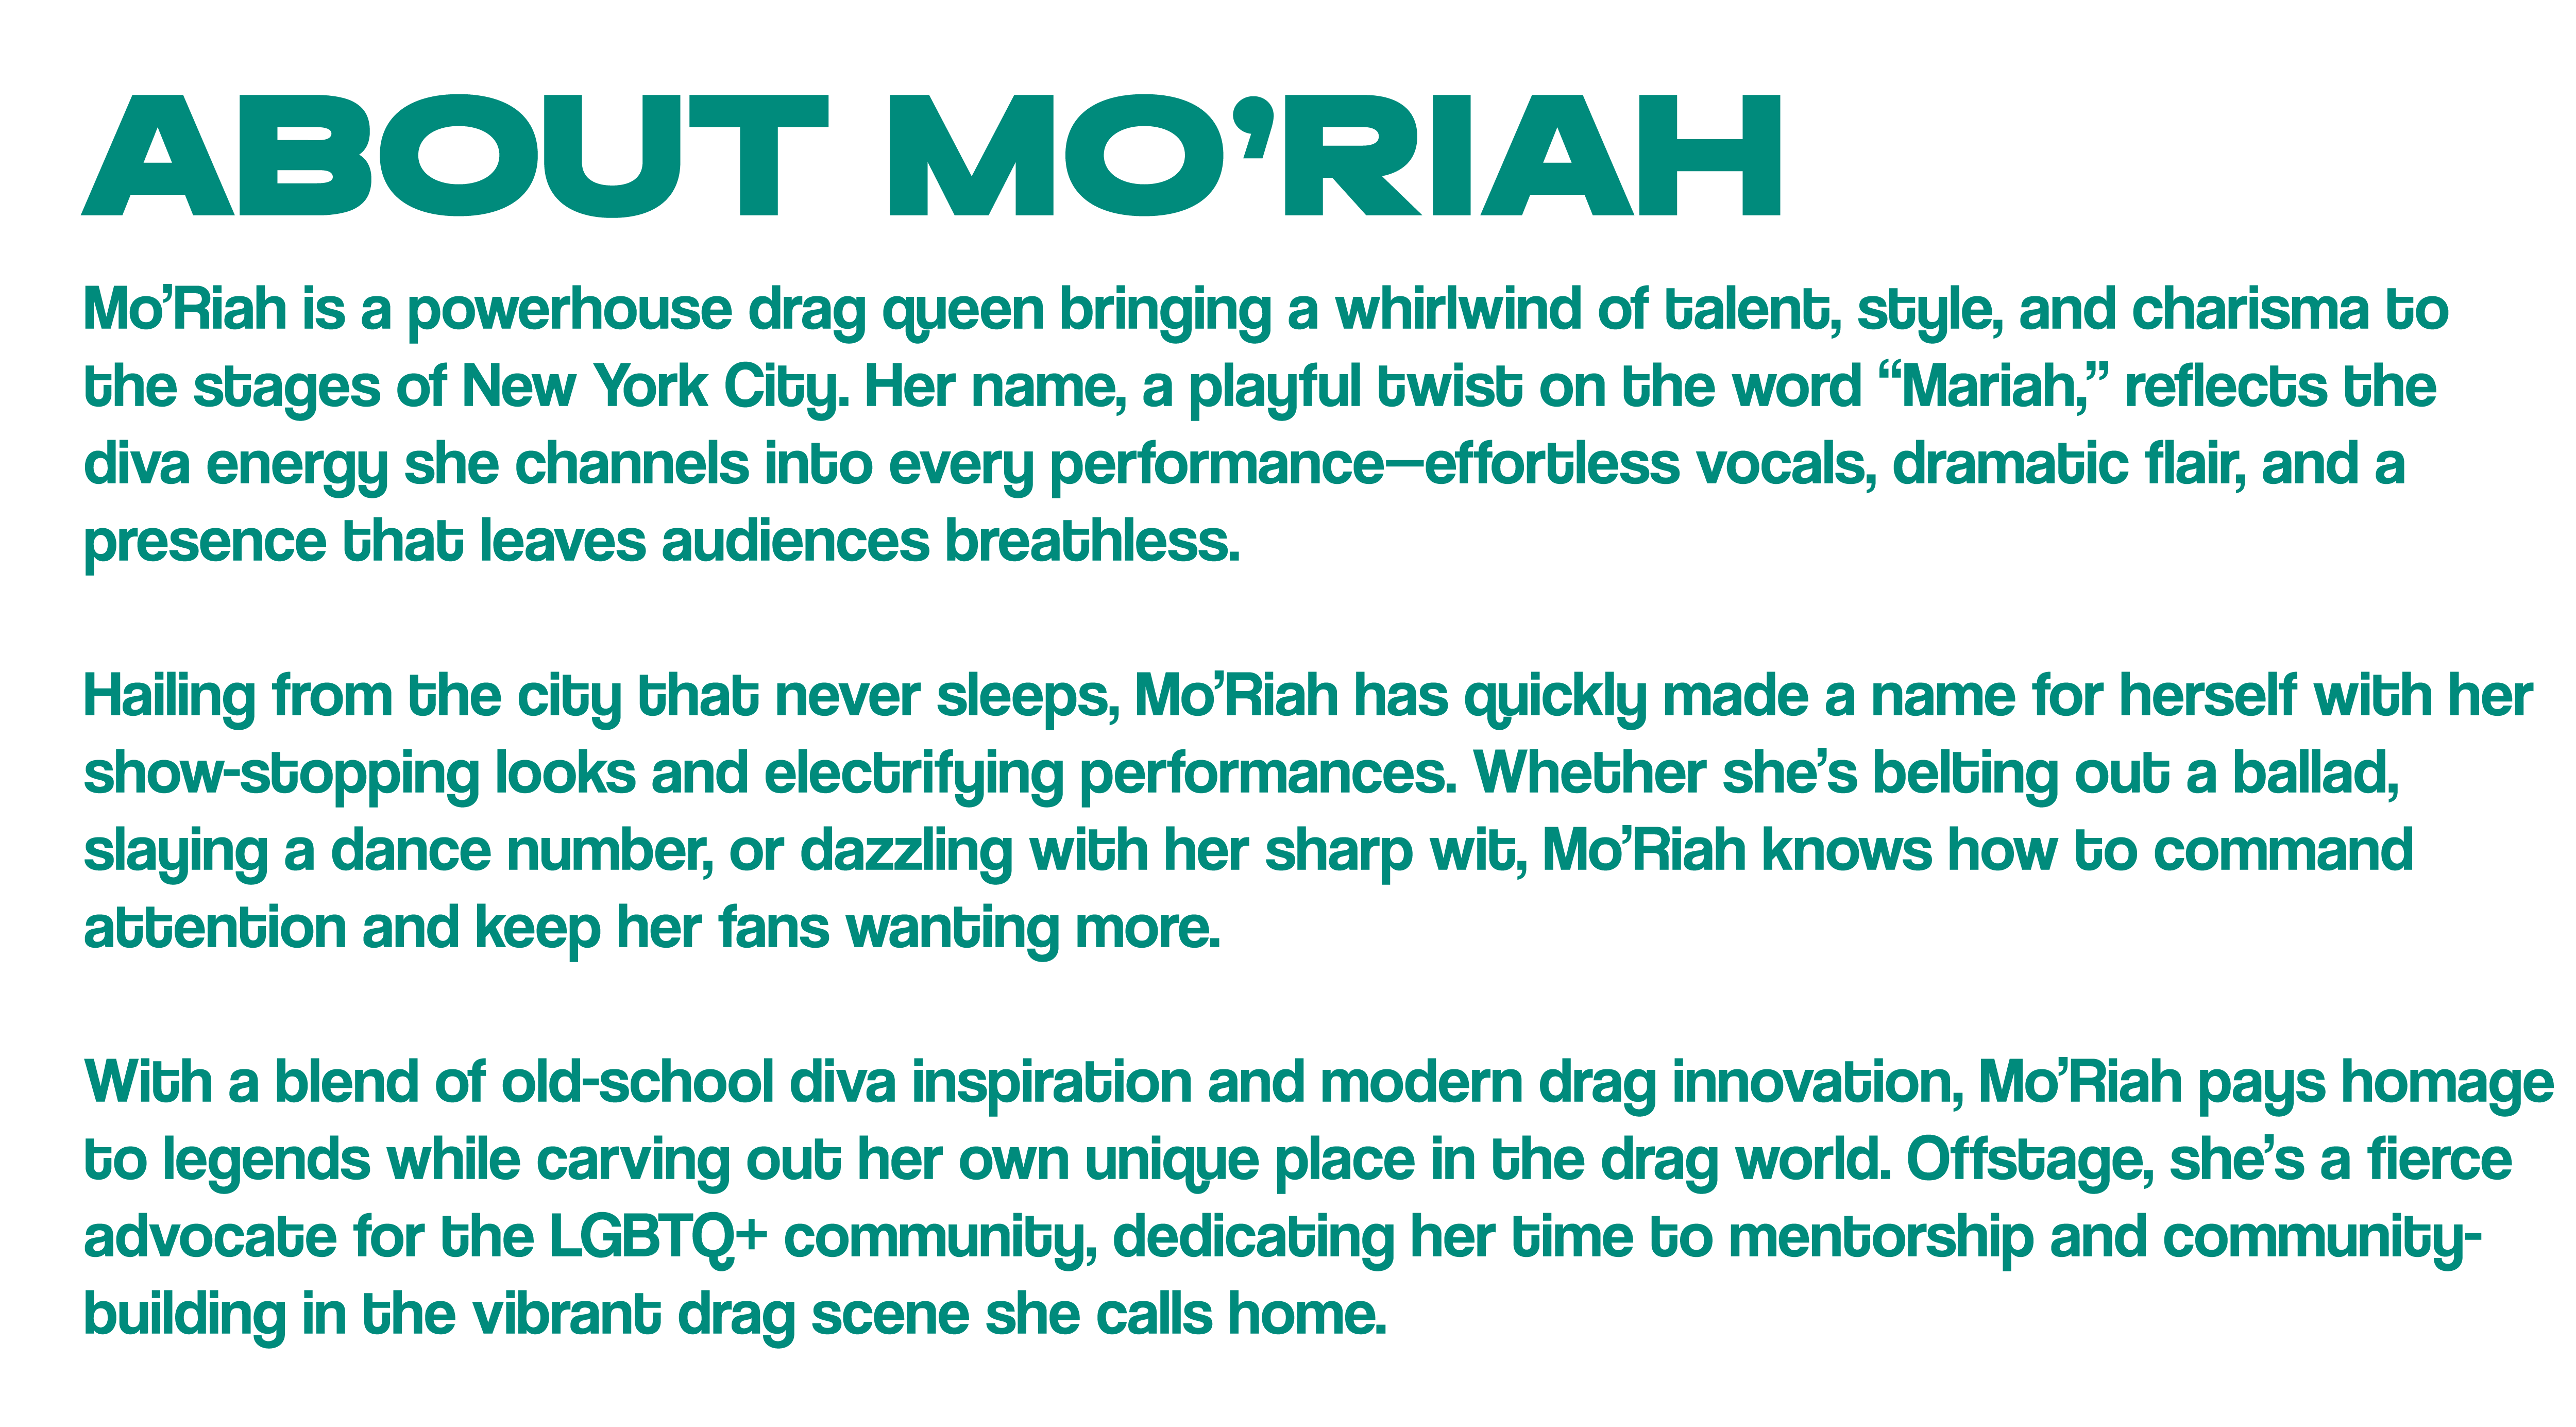 ABOUT MO’RIAH
Mo’Riah is a powerhouse drag queen bringing a whirlwind of talent, style, and charisma to
the stages of New York City. Her name, a playful twist on the word “Mariah,” reflects the
diva energy she channels into every performance—effortless vocals, dramatic flair, and a
presence that leaves audiences breathless.
Hailing from the city that never sleeps, Mo’Riah has quickly made a name for herself with her
show-stopping looks and electrifying performances. Whether she’s belting out a ballad,
slaying a dance number, or dazzling with her sharp wit, Mo’Riah knows how to command
attention and keep her fans wanting more.
With a blend of old-school diva inspiration and modern drag innovation, Mo’Riah pays homage
to legends while carving out her own unique place in the drag world. Offstage, she’s a fierce
advocate for the LGBTQ+ community, dedicating her time to mentorship and community-
building in the vibrant drag scene she calls home.